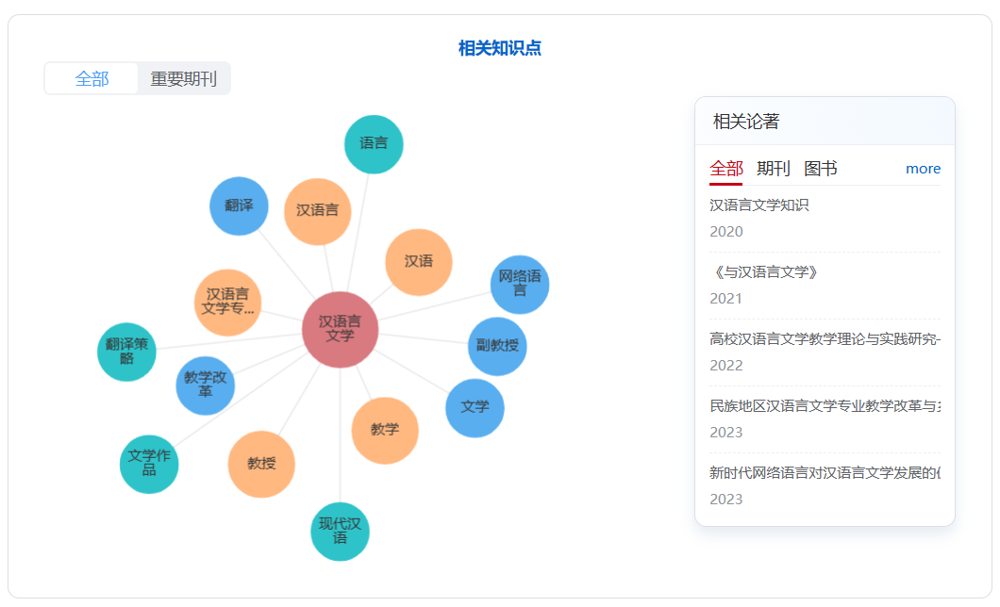 相关知识点
全部
重要期刊
语言
翻译
汉语言
汉语
网络语
言
汉语言
文学专...
汉语言
文学
翻译策
略
副教授
教学改
革
文学
教学
文学作
品
教授
现代汉
语
相关论著
全部 期刊 图书 more
汉语言文学知识
2020
《与汉语言文学》
2021
高校汉语言文学教学理论与实践研究-
2022
民族地区汉语言文学专业教学改革与
2023
新时代网络语言对汉语言文学发展的
2023